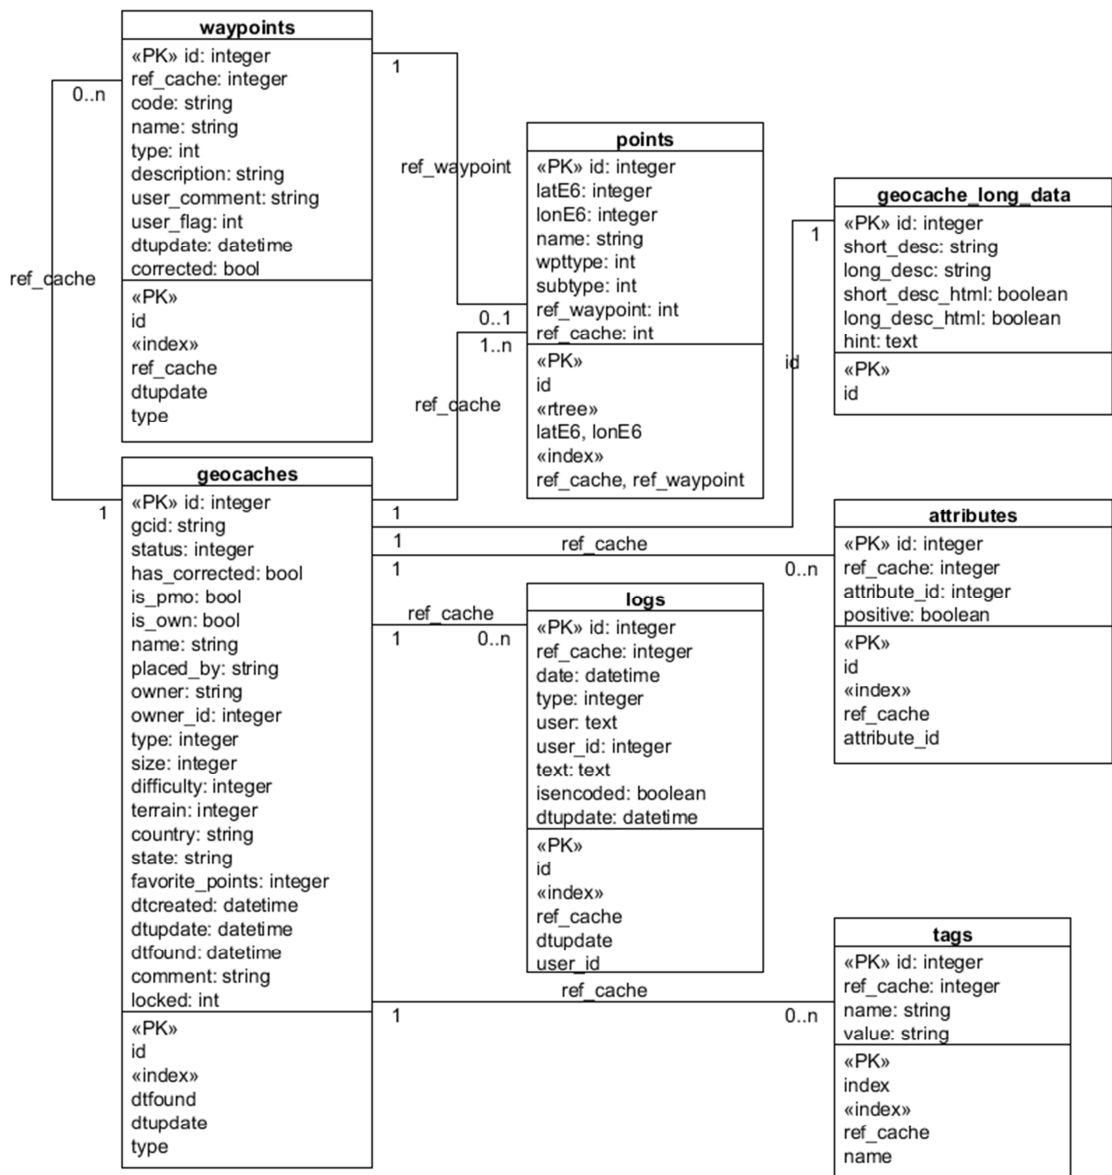 waypoints
«PK» id: integer
ref_cache: integer
code: string
name: string
type: int
description: string
user_comment: string
user_flag: int
dtupdate: datetime
corrected: bool
«PK»
id
«index»
ref_cache
dtupdate
type
0..n
ref_cache
1
1
ref_waypoint
0..1
points
«PK» id: integer
latE6: integer
lonE6: integer
name: string
wpttype: int
subtype: int
ref_waypoint: int
ref_cache: int
«PK»
id
«rtree»
latE6, lonE6
«index»
ref_cache, ref_waypoint
1..n
ref_cache
1
geocache_long_data
«PK» id: integer
short_desc: string
long_desc: string
short_desc_html: boolean
long_desc_html: boolean
hint: text
«PK»
id
1
id
1
geocaches
«PK» id: integer
gcid: string
status: integer
has_corrected: bool
is_pmo: bool
is_own: bool
name: string
placed_by: string
owner: string
owner_id: integer
type: integer
size: integer
difficulty: integer
terrain: integer
country: string
state: string
favorite_points: integer
dtcreated: datetime
dtupdate: datetime
dtfound: datetime
comment: string
locked: int
«PK»
id
«index»
dtfound
dtupdate
type
ref_cache
1
0..n
attributes
«PK» id: integer
ref_cache: integer
attribute_id: integer
positive: boolean
«PK»
id
«index»
ref_cache
attribute_id
ref_cache
1
0..n
logs
«PK» id: integer
ref_cache: integer
date: datetime
type: integer
user: text
user_id: integer
text: text
isencoded: boolean
dtupdate: datetime
«PK»
id
«index»
ref_cache
dtupdate
user_id
ref_cache
1
0..n
tags
«PK» id: integer
ref_cache: integer
name: string
value: string
«PK»
index
«index»
ref_cache
name